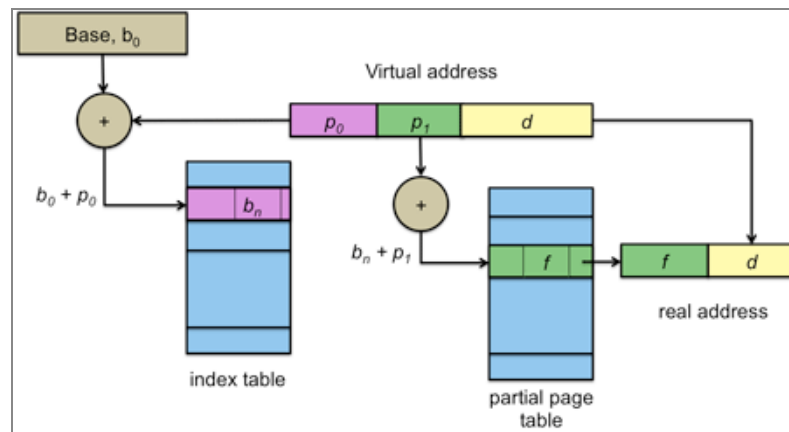 Base, b₀
Virtual address
+
p₀ p₁ d
b₀ + p₀
bₙ
+
bₙ + p₁
f
f d
real address
index table
partial page
table